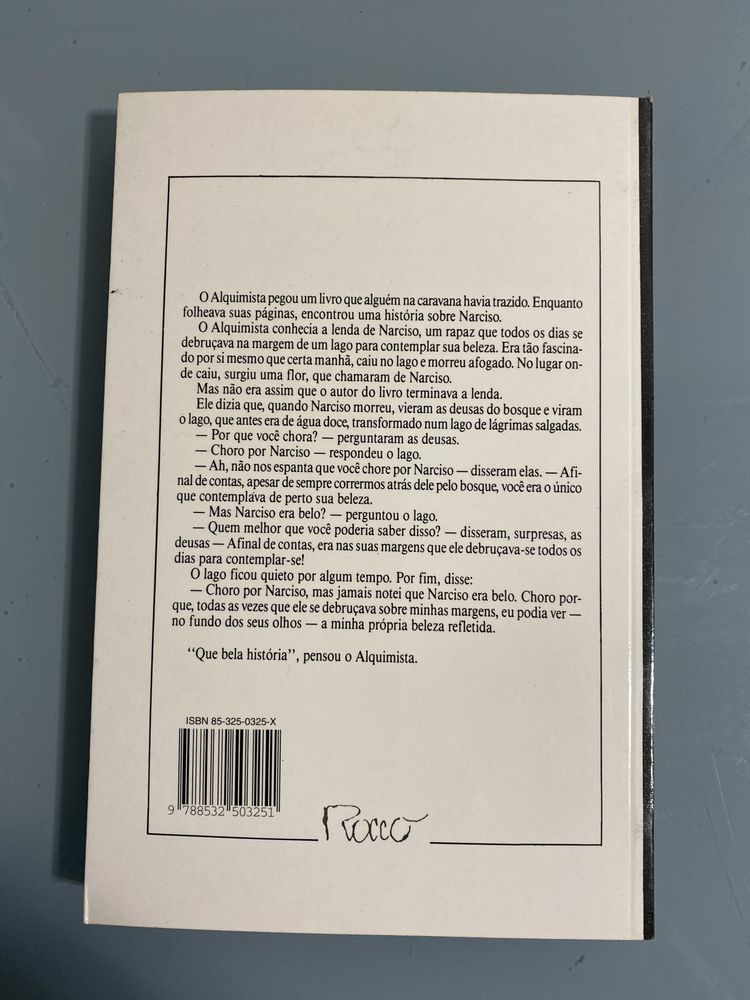 O Alquimista pegou um livro que alguém na caravana havia trazido. Enquanto
folheava suas páginas, encontrou uma história sobre Narciso.
O Alquimista conhecia a lenda de Narciso, um rapaz que todos os dias se
debruçava na margem de um lago para contemplar sua beleza. Era tão fascina-
do por si mesmo que certa manhã, caiu no lago e morreu afogado. No lugar on-
de caiu, surgiu uma flor, que chamaram de Narciso.
Mas não era assim que o autor do livro terminava a lenda.
Ele dizia que, quando Narciso morreu, vieram as deusas do bosque e viram
o lago, que antes era de água doce, transformado num lago de lágrimas salgadas.
— Por que você chora? — perguntaram as deusas.
— Choro por Narciso — respondeu o lago.
— Ah, não nos espanta que você chore por Narciso — disseram elas. — Afi-
nal de contas, apesar de sempre corrermos atrás dele pelo bosque, você era o único
que contemplava de perto sua beleza.
— Mas Narciso era belo? — perguntou o lago.
— Quem melhor que você poderia saber disso? — disseram, surpresas, as
deusas — Afinal de contas, era nas suas margens que ele debruçava-se todos os
dias para contemplar-se!
O lago ficou quieto por algum tempo. Por fim, disse:
— Choro por Narciso, mas jamais notei que Narciso era belo. Choro por-
que, todas as vezes que ele se debruçava sobre minhas margens, eu podia ver —
no fundo dos seus olhos — a minha própria beleza refletida.
"Que bela história", pensou o Alquimista.
ISBN 85-325-0325-X
9 788532 503251
Rocco